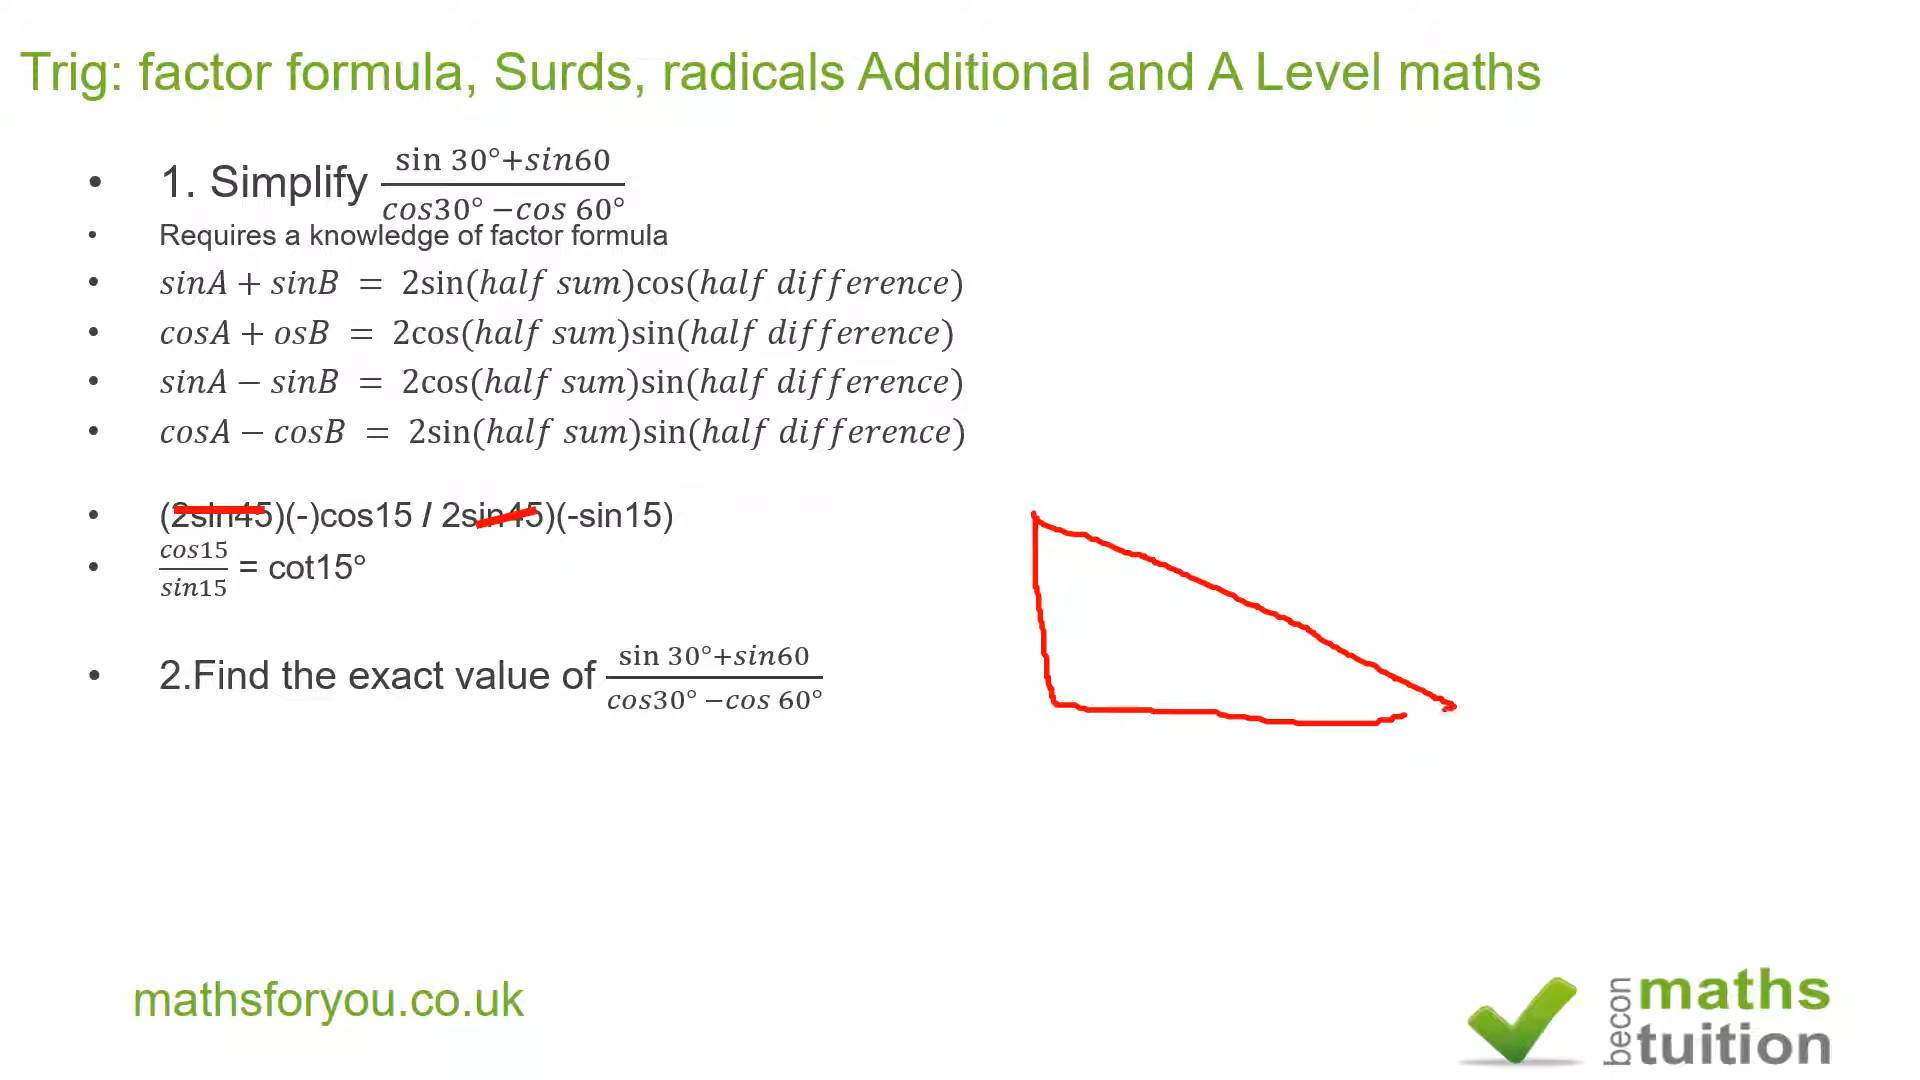 Trig: factor formula, Surds, radicals Additional and A Level maths
• 1. Simplify (sin 30°+sin60)/(cos30° −cos 60°)
• Requires a knowledge of factor formula
• sinA + sinB = 2sin(half sum)cos(half difference)
• cosA + osB = 2cos(half sum)sin(half difference)
• sinA − sinB = 2cos(half sum)sin(half difference)
• cosA − cosB = 2sin(half sum)sin(half difference)
• (2sin45)(-)cos15 / 2sin45)(-sin15)
• cos15/sin15 = cot15°
• 2.Find the exact value of (sin 30°+sin60)/(cos30° −cos 60°)
mathsforyou.co.uk
becon maths tuition